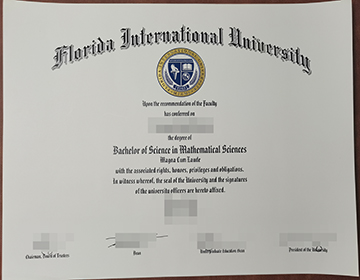 Florida International University
Upon the recommendation of the Faculty
has conferred on
the degree of
Bachelor of Science in Mathematical Sciences
Magna Cum Laude
with the associated rights, honors, privileges and obligations.
In witness whereof, the seal of the University and the signatures
of the university officers are hereto affixed.
Chairman, Board of Trustees
Dean
President of the University